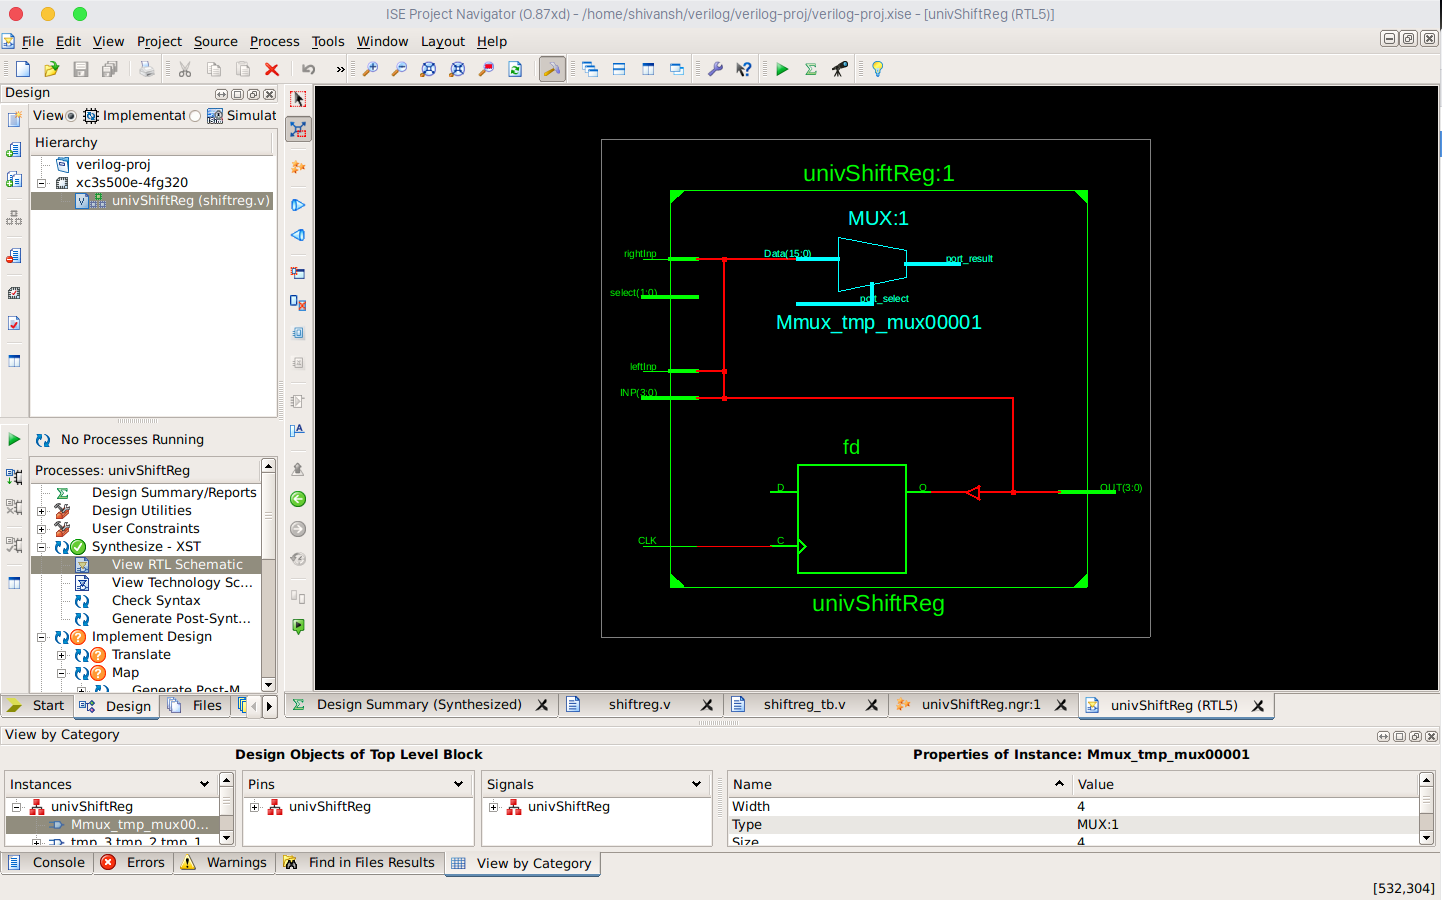 ISE Project Navigator (O.87xd) - /home/shivansh/verilog/verilog-proj/verilog-proj.xise - [univShiftReg (RTL5)]
File Edit View Project Source Process Tools Window Layout Help
»
Design
View Implementat Simulat
Hierarchy
verilog-proj
xc3s500e-4fg320
univShiftReg (shiftreg.v)
No Processes Running
Processes: univShiftReg
Design Summary/Reports
Design Utilities
User Constraints
Synthesize - XST
View RTL Schematic
View Technology Sc...
Check Syntax
Generate Post-Synt...
Implement Design
Translate
Map
Generate Post-M
Start Design Files
univShiftReg:1
MUX:1
rightInp
Data(15:0)
port_result
select(1:0)
port_select
Mmux_tmp_mux00001
leftInp
INP(3:0)
fd
D
Q
OUT(3:0)
CLK
C
univShiftReg
Design Summary (Synthesized) shiftreg.v shiftreg_tb.v univShiftReg.ngr:1 univShiftReg (RTL5)
View by Category
Design Objects of Top Level Block
Properties of Instance: Mmux_tmp_mux00001
Instances Pins Signals Name Value
univShiftReg univShiftReg univShiftReg Width 4
Mmux_tmp_mux00... Type MUX:1
tmp_3,tmp_2,tmp_1 Size 4
Console Errors Warnings Find in Files Results View by Category
[532,304]